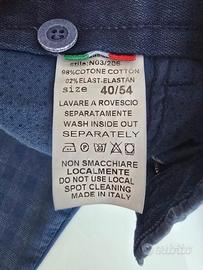 stile: N03/206
98%COTONE COTTON
02%ELAST-ELASTAN
size 40/54
LAVARE A ROVESCIO
SEPARATAMENTE
WASH INSIDE OUT
SEPARATELY
NON SMACCHIARE
LOCALMENTE
DO NOT USE LOCAL
SPOT CLEANING
MADE IN ITALY
subito